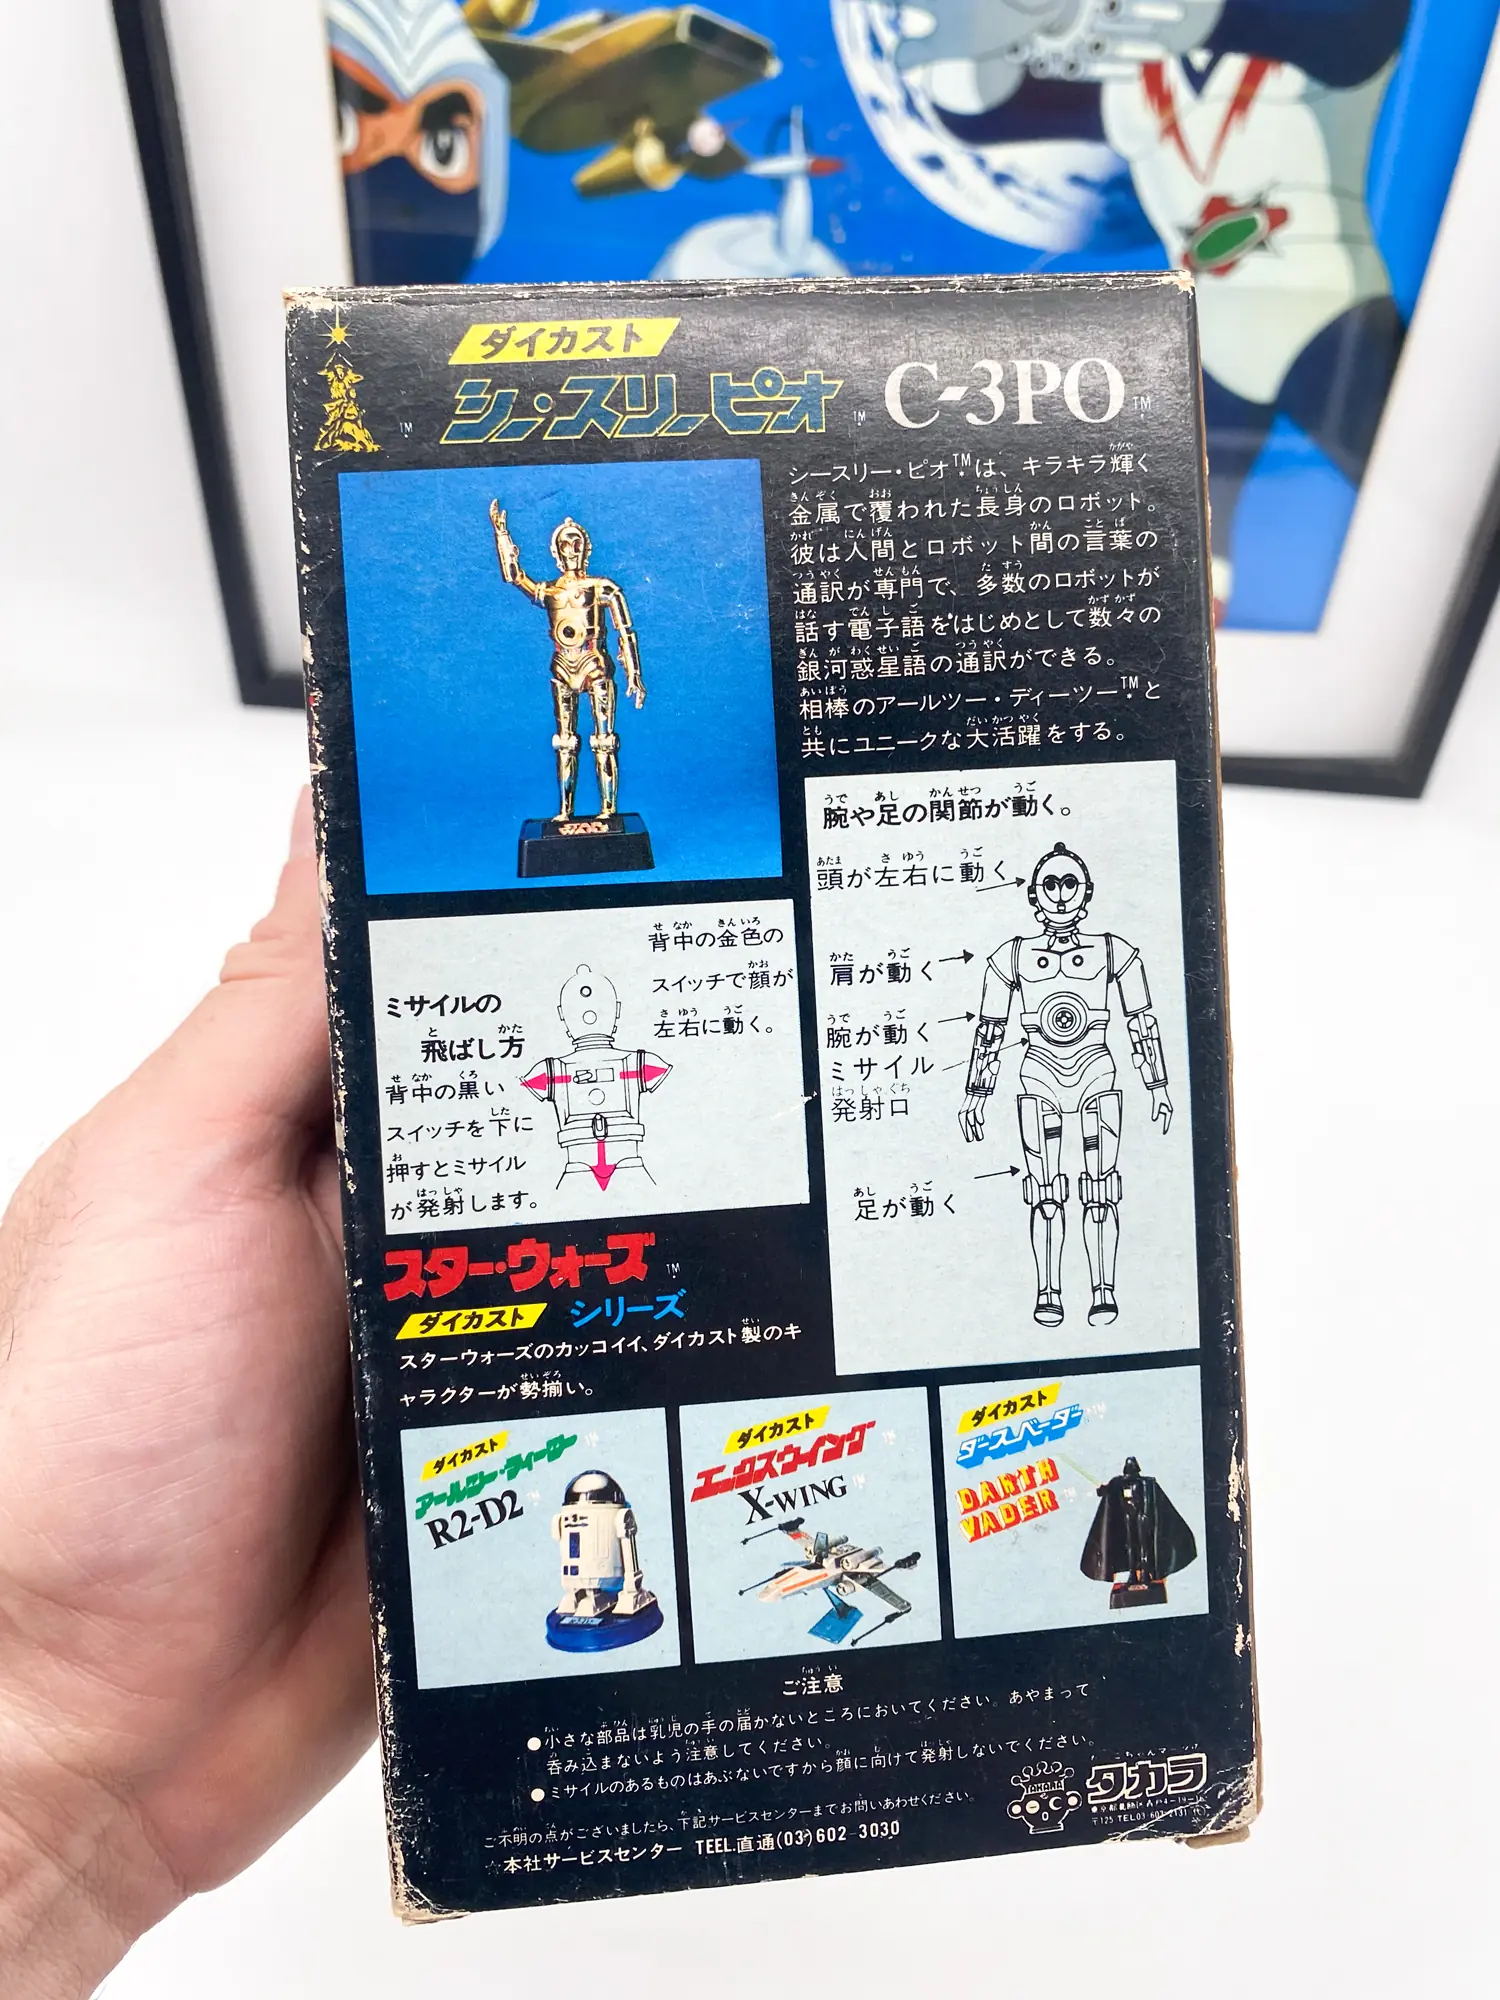 ダイカスト
シー・スリーピオ™ C-3PO™
TM
シースリー・ピオ™は、キラキラ輝く
金属で覆われた長身のロボット。
彼は人間とロボット間の言葉の
通訳が専門で、多数のロボットが
話す電子語をはじめとして数々の
銀河惑星語の通訳ができる。
相棒のアールツー・ディーツー™と
共にユニークな大活躍をする。
腕や足の関節が動く。
頭が左右に動く
肩が動く
腕が動く
ミサイル
発射口
足が動く
背中の金色の
スイッチで顔が
左右に動く。
ミサイルの
飛ばし方
背中の黒い
スイッチを下に
押すとミサイル
が発射します。
スター・ウォーズ™
ダイカスト シリーズ
スターウォーズのカッコイイ、ダイカスト製のキ
ャラクターが勢揃い。
ダイカスト
アールツー・ディーツー
R2-D2
ダイカスト
エックスウイング
X-WING
ダイカスト
ダースベーダー
DARTH
VADER
ご注意
●小さな部品は乳児の手の届かないところにおいてください。あやまって
呑み込まないよう注意してください。
●ミサイルのあるものはあぶないですから顔に向けて発射しないでください。
ご不明の点がございましたら、下記サービスセンターまでお問いあわせください。
☆本社サービスセンター TEEL.直通(03)602-3030
TAKARA
タカラ
〒125 TEL03-602-2131